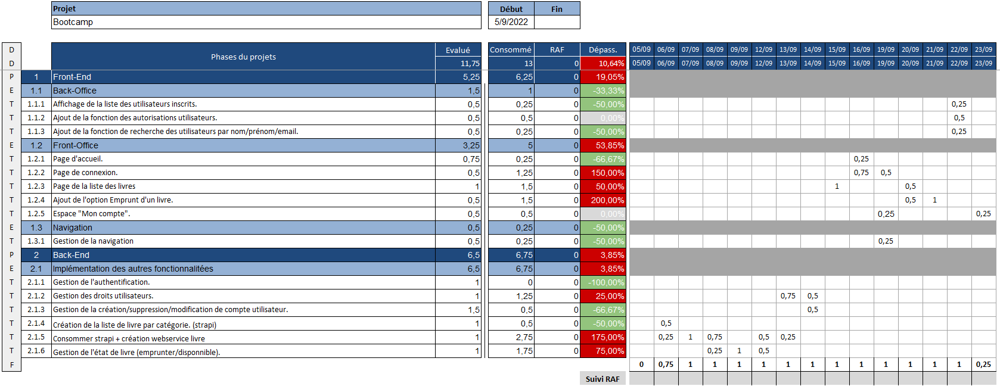 Projet Début Fin
Bootcamp 5/9/2022
D Phases du projets Evalué Consommé RAF Dépass. 05/09 06/09 07/09 08/09 09/09 12/09 13/09 14/09 15/09 16/09 19/09 20/09 21/09 22/09 23/09
D 11,75 13 0 10,64% 05/09 06/09 07/09 08/09 09/09 12/09 13/09 14/09 15/09 16/09 19/09 20/09 21/09 22/09 23/09
P 1 Front-End 5,25 6,25 0 19,05%
E 1.1 Back-Office 1,5 1 0 -33,33%
T 1.1.1 Affichage de la liste des utilisateurs inscrits. 0,5 0,25 0 -50,00% 0,25
T 1.1.2 Ajout de la fonction des autorisations utilisateurs. 0,5 0,5 0 0,00% 0,5
T 1.1.3 Ajout de la fonction de recherche des utilisateurs par nom/prénom/email. 0,5 0,25 0 -50,00% 0,25
E 1.2 Front-Office 3,25 5 0 53,85%
T 1.2.1 Page d'accueil. 0,75 0,25 0 -66,67% 0,25
T 1.2.2 Page de connexion. 0,5 1,25 0 150,00% 0,75 0,5
T 1.2.3 Page de la liste des livres 1 1,5 0 50,00% 1 0,5
T 1.2.4 Ajout de l'option Emprunt d'un livre. 0,5 1,5 0 200,00% 0,5 1
T 1.2.5 Espace "Mon compte". 0,5 0,5 0 0,00% 0,25 0,25
E 1.3 Navigation 0,5 0,25 0 -50,00%
T 1.3.1 Gestion de la navigation 0,5 0,25 0 -50,00% 0,25
P 2 Back-End 6,5 6,75 0 3,85%
E 2.1 Implémentation des autres fonctionnalitées 6,5 6,75 0 3,85%
T 2.1.1 Gestion de l'authentification. 1 0 0 -100,00%
T 2.1.2 Gestion des droits utilisateurs. 1 1,25 0 25,00% 0,75 0,5
T 2.1.3 Gestion de la création/suppression/modification de compte utilisateur. 1,5 0,5 0 -66,67% 0,5
T 2.1.4 Création de la liste de livre par catégorie. (strapi) 1 0,5 0 -50,00% 0,5
T 2.1.5 Consommer strapi + création webservice livre 1 2,75 0 175,00% 0,25 1 0,75 0,5 0,25
T 2.1.6 Gestion de l'état de livre (emprunter/disponnible). 1 1,75 0 75,00% 0,25 1 0,5
F 0 0,75 1 1 1 1 1 1 1 1 1 1 1 1 0,25
Suivi RAF